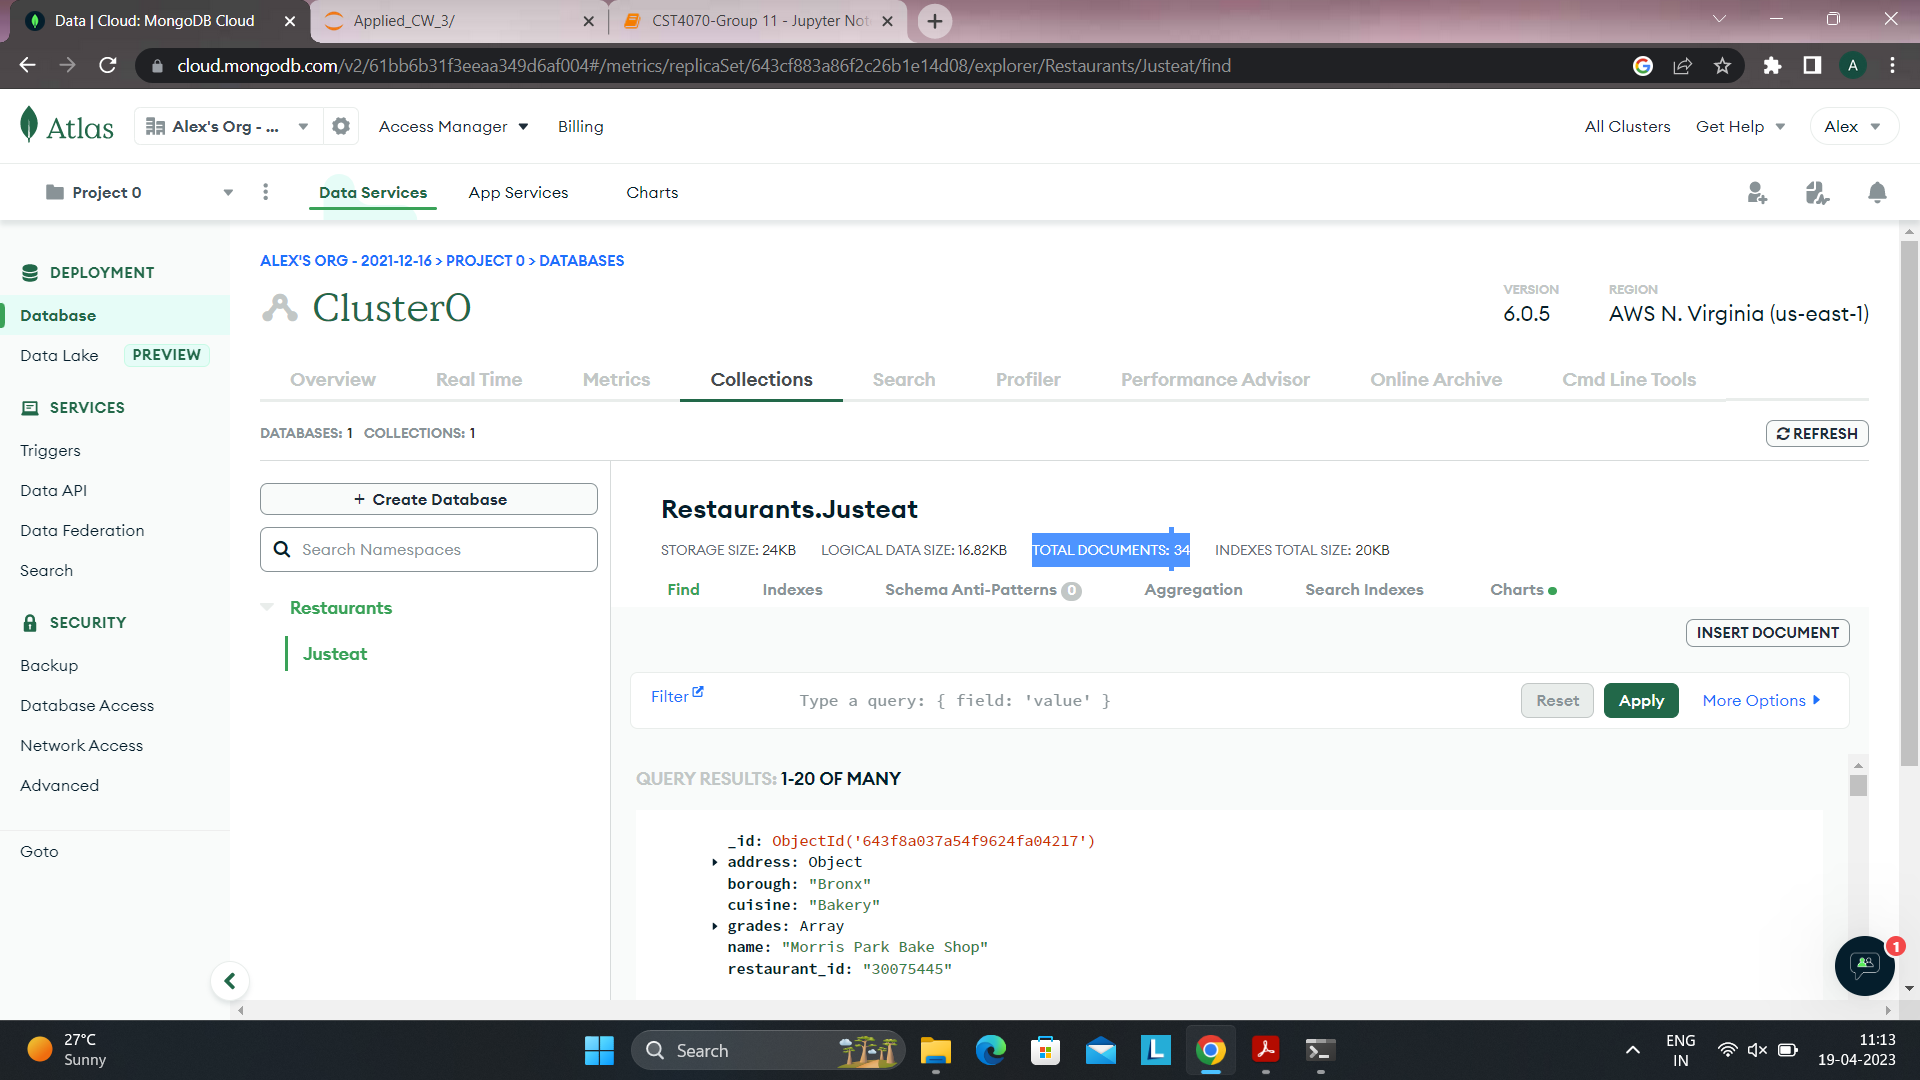 Data | Cloud: MongoDB Cloud
Applied_CW_3/
CST4070-Group 11 - Jupyter Not
cloud.mongodb.com/v2/61bb6b31f3eeaa349d6af004#/metrics/replicaSet/643cf883a86f2c26b1e14d08/explorer/Restaurants/Justeat/find
A
Atlas
Alex's Org - ...
Access Manager
Billing
All Clusters
Get Help
Alex
Project 0
Data Services
App Services
Charts
DEPLOYMENT
Database
Data Lake PREVIEW
SERVICES
Triggers
Data API
Data Federation
Search
SECURITY
Backup
Database Access
Network Access
Advanced
Goto
ALEX'S ORG - 2021-12-16 > PROJECT 0 > DATABASES
Cluster0
VERSION
6.0.5
REGION
AWS N. Virginia (us-east-1)
Overview Real Time Metrics Collections Search Profiler Performance Advisor Online Archive Cmd Line Tools
DATABASES: 1 COLLECTIONS: 1
REFRESH
+ Create Database
Search Namespaces
Restaurants
Justeat
Restaurants.Justeat
STORAGE SIZE: 24KB LOGICAL DATA SIZE: 16.82KB TOTAL DOCUMENTS: 34 INDEXES TOTAL SIZE: 20KB
Find Indexes Schema Anti-Patterns 0 Aggregation Search Indexes Charts
INSERT DOCUMENT
Filter
Type a query: { field: 'value' }
Reset
Apply
More Options
QUERY RESULTS: 1-20 OF MANY
_id: ObjectId('643f8a037a54f9624fa04217')
address: Object
borough: "Bronx"
cuisine: "Bakery"
grades: Array
name: "Morris Park Bake Shop"
restaurant_id: "30075445"
1
27°C
Sunny
Search
L
ENG
IN
11:13
19-04-2023